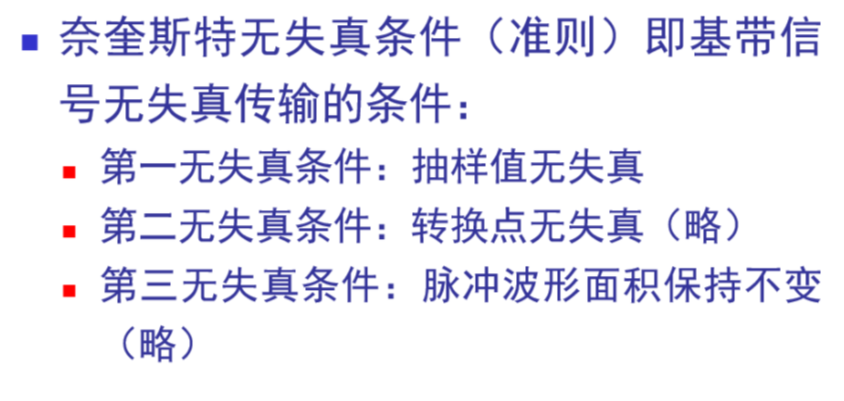 奈奎斯特无失真条件（准则）即基带信
号无失真传输的条件：
第一无失真条件：抽样值无失真
第二无失真条件：转换点无失真（略）
第三无失真条件：脉冲波形面积保持不变
（略）